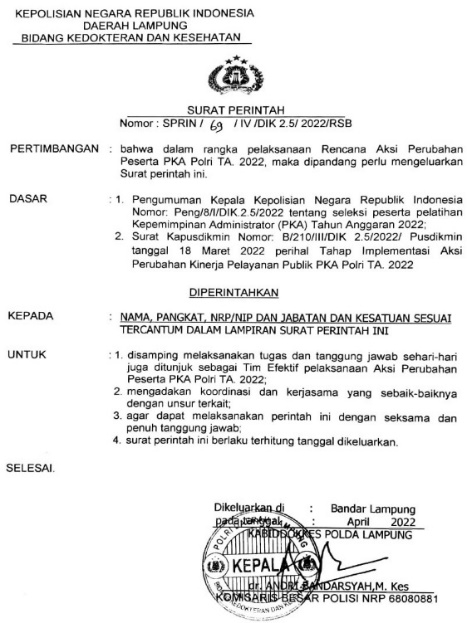 KEPOLISIAN NEGARA REPUBLIK INDONESIA
DAERAH LAMPUNG
BIDANG KEDOKTERAN DAN KESEHATAN
SURAT PERINTAH
Nomor : SPRIN / 69 / IV /DIK 2.5/ 2022/RSB
PERTIMBANGAN : bahwa dalam rangka pelaksanaan Rencana Aksi Perubahan
Peserta PKA Polri TA. 2022, maka dipandang perlu mengeluarkan
Surat perintah ini.
DASAR : 1. Pengumuman Kepala Kepolisian Negara Republik Indonesia
Nomor: Peng/8/I/DIK.2.5/2022 tentang seleksi peserta pelatihan
Kepemimpinan Administrator (PKA) Tahun Anggaran 2022;
2. Surat Kapusdikmin Nomor: B/210/III/DIK 2.5/2022/ Pusdikmin
tanggal 18 Maret 2022 perihal Tahap Implementasi Aksi
Perubahan Kinerja Pelayanan Publik PKA Polri TA. 2022
DIPERINTAHKAN
KEPADA : NAMA, PANGKAT, NRP/NIP DAN JABATAN DAN KESATUAN SESUAI
TERCANTUM DALAM LAMPIRAN SURAT PERINTAH INI
UNTUK : 1. disamping melaksanakan tugas dan tanggung jawab sehari-hari
juga ditunjuk sebagai Tim Efektif pelaksanaan Aksi Perubahan
Peserta PKA Polri TA. 2022;
2. mengadakan koordinasi dan kerjasama yang sebaik-baiknya
dengan unsur terkait;
3. agar dapat melaksanakan perintah ini dengan seksama dan
penuh tanggung jawab;
4. surat perintah ini berlaku terhitung tanggal dikeluarkan.
SELESAI.
Dikeluarkan di : Bandar Lampung
pada tanggal : April 2022
KABIDDOKKES POLDA LAMPUNG
KEPALA
dr. ANDRI BANDARSYAH, M. Kes
KOMISARIS BESAR POLISI NRP 68080881